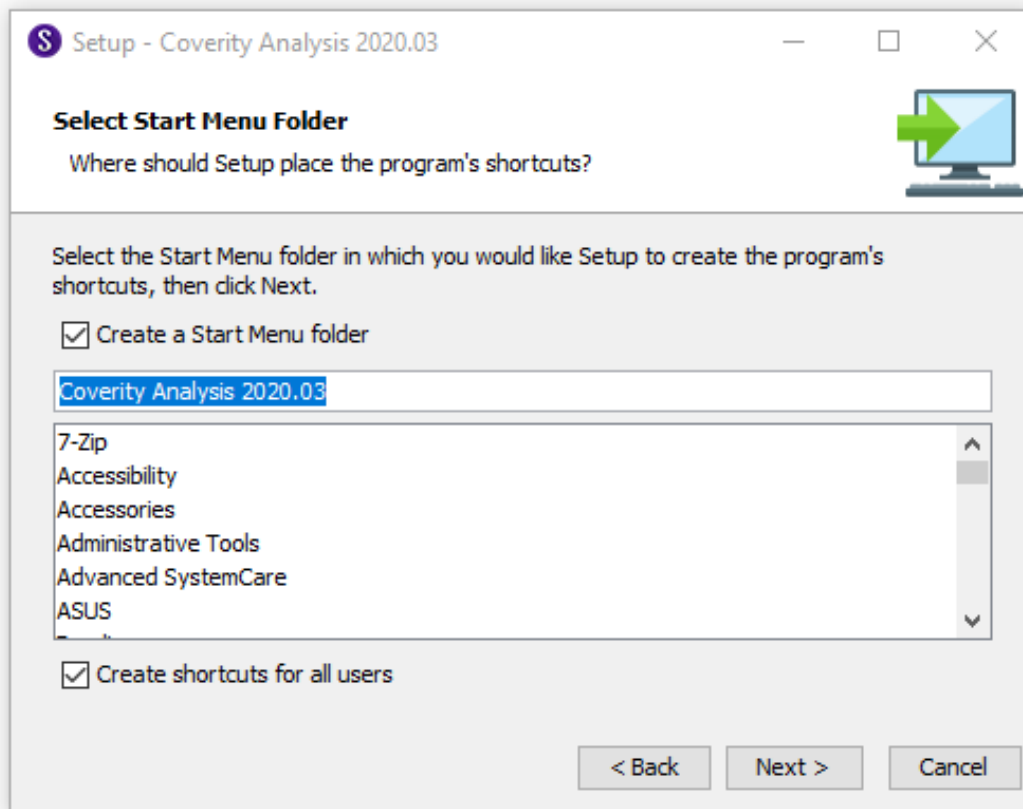 S Setup - Coverity Analysis 2020.03
Select Start Menu Folder
Where should Setup place the program's shortcuts?
Select the Start Menu folder in which you would like Setup to create the program's
shortcuts, then click Next.
Create a Start Menu folder
Coverity Analysis 2020.03
7-Zip
Accessibility
Accessories
Administrative Tools
Advanced SystemCare
ASUS
Create shortcuts for all users
< Back Next > Cancel